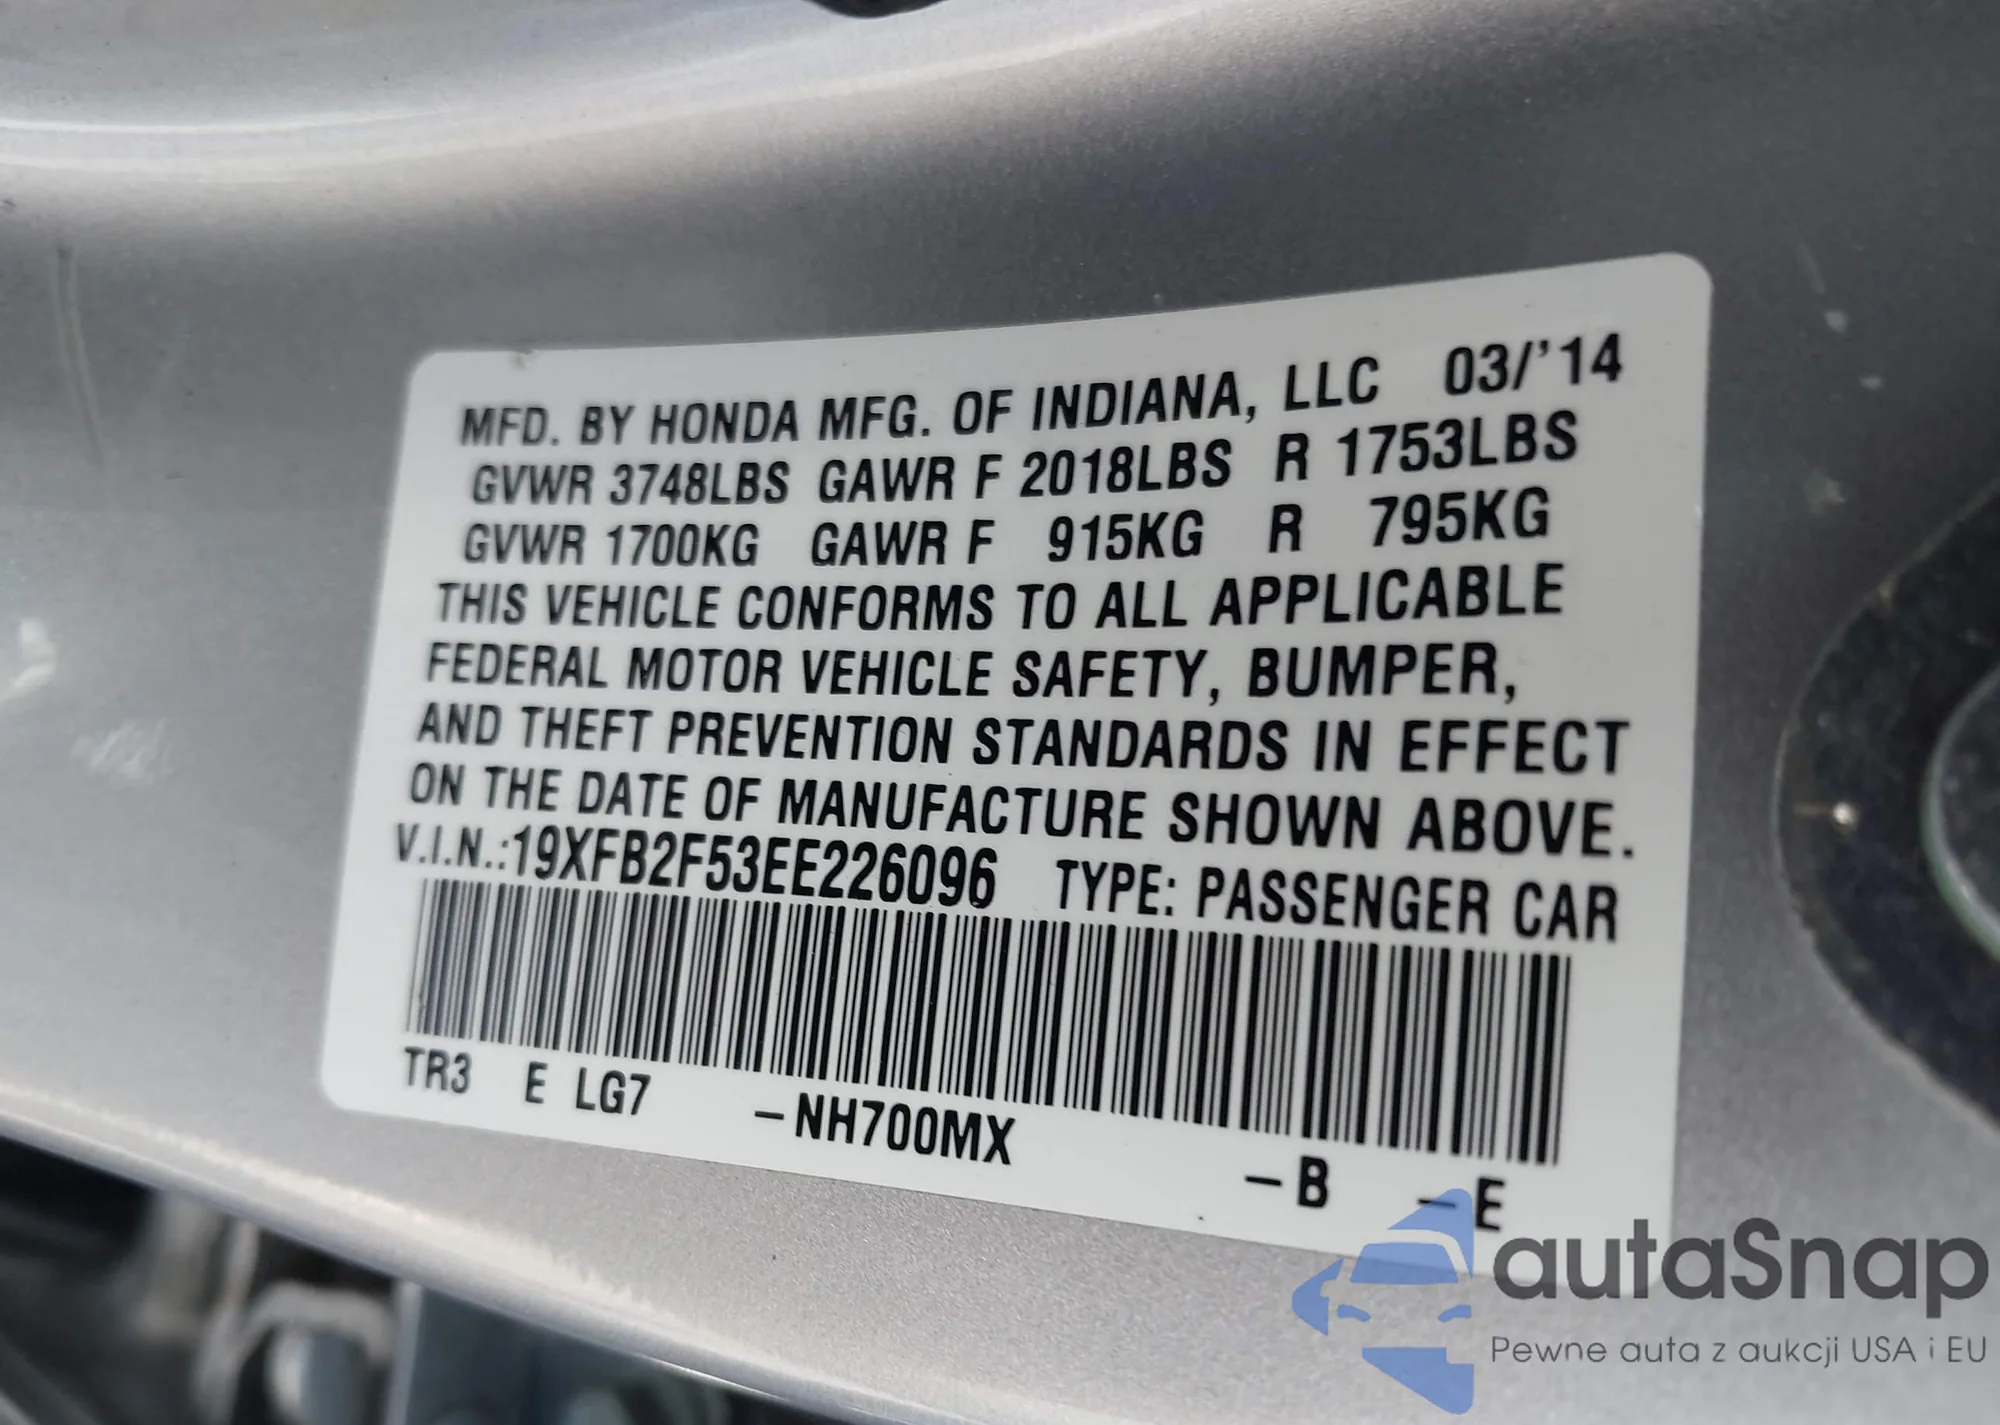 MFD. BY HONDA MFG. OF INDIANA, LLC 03/'14
GVWR 3748LBS GAWR F 2018LBS R 1753LBS
GVWR 1700KG GAWR F 915KG R 795KG
THIS VEHICLE CONFORMS TO ALL APPLICABLE
FEDERAL MOTOR VEHICLE SAFETY, BUMPER,
AND THEFT PREVENTION STANDARDS IN EFFECT
ON THE DATE OF MANUFACTURE SHOWN ABOVE.
V.I.N.:19XFB2F53EE226096 TYPE: PASSENGER CAR
TR3 E LG7 –NH700MX –B –E
autaSnap
Pewne auta z aukcji USA i EU